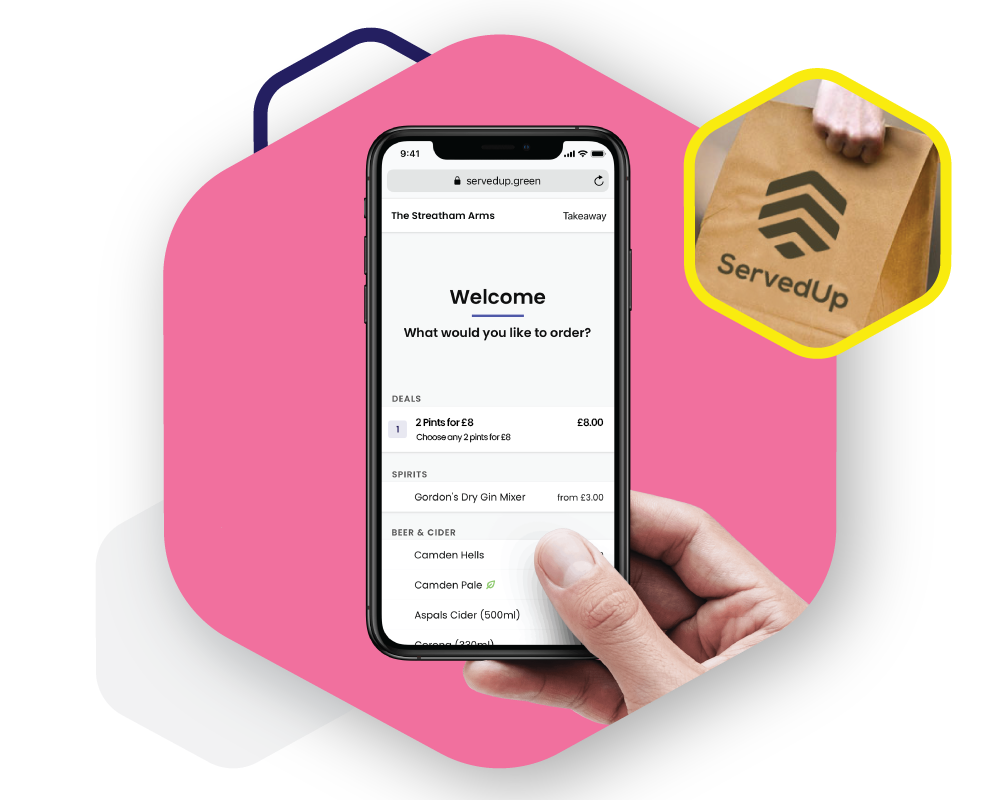 9:41
servedup.green
The Streatham Arms Takeaway
Welcome
What would you like to order?
DEALS
1 2 Pints for £8 £8.00
Choose any 2 pints for £8
SPIRITS
Gordon's Dry Gin Mixer from £3.00
BEER & CIDER
Camden Hells
Camden Pale
Aspals Cider (500ml)
Corona (330ml)
ServedUp